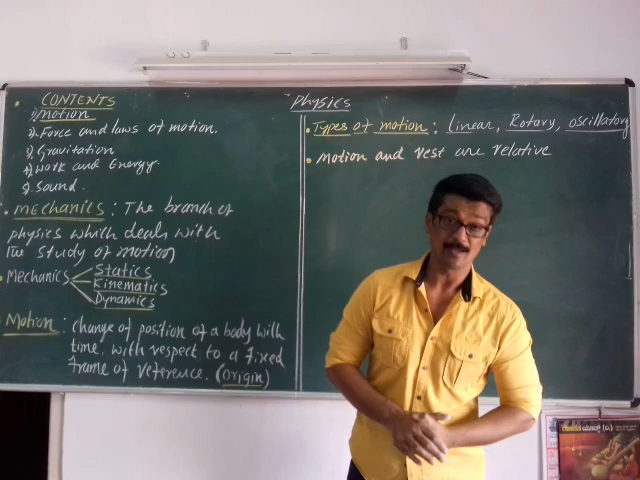 Physics
CONTENTS
1) Motion
2) Force and laws of motion.
3) Gravitation
4) Work and Energy.
5) Sound.
MECHANICS : The branch of
physics which deals with
the study of motion
Mechanics
Statics
Kinematics
Dynamics
Motion : change of position of a body with
time. with respect to a fixed
frame of reference. (origin)
Types of motion : Linear, Rotary, oscillatory
Motion and rest are relative